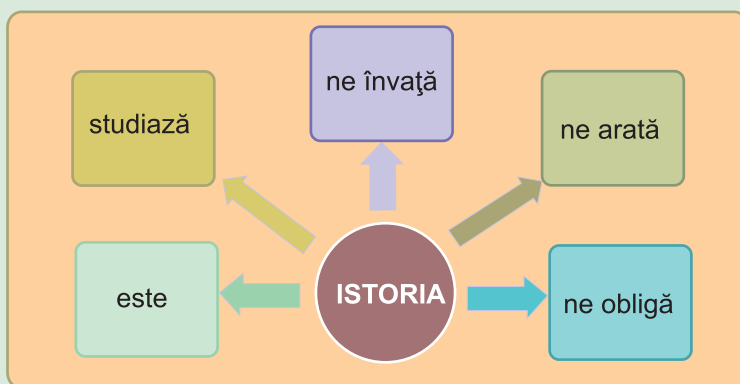 ne învaţă
studiază
ne arată
este
ISTORIA
ne obligă